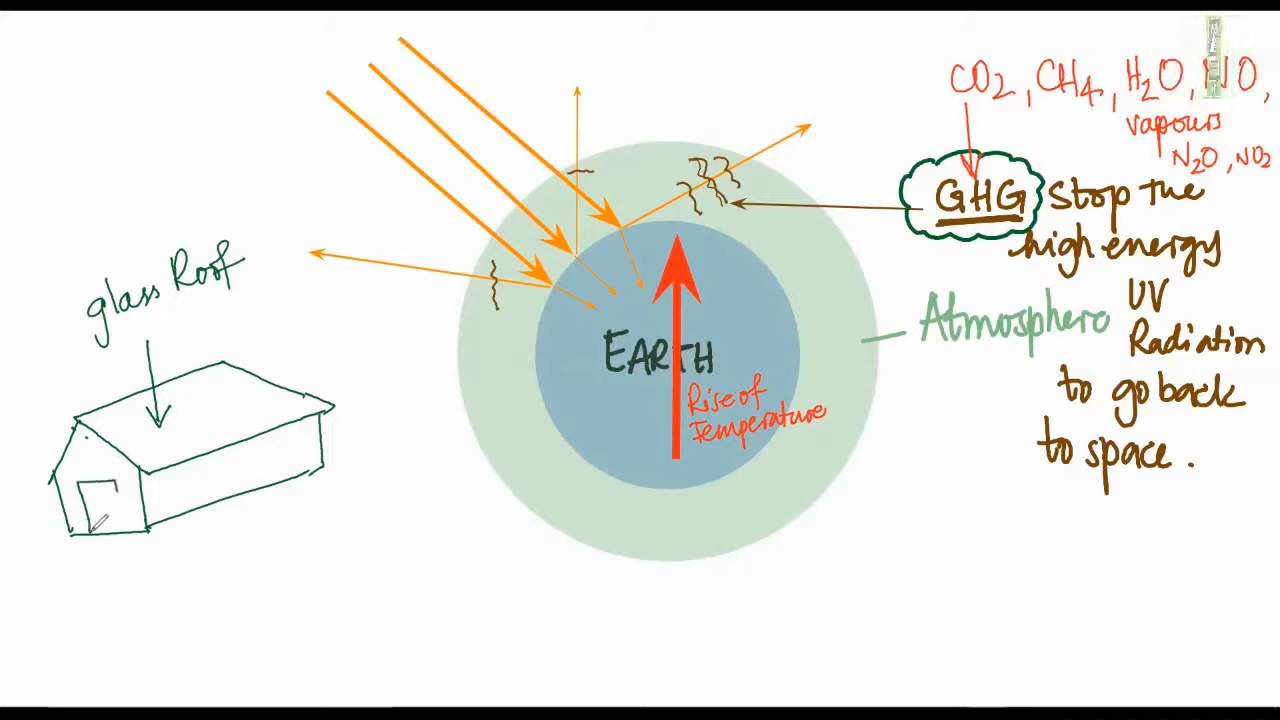 CO2, CH4, H2O, NO,
vapours
N2O, NO2
GHG Stop the
high energy
UV
Radiation
to go back
to space.
Atmosphere
glass Roof
EARTH
Rise of
Temperature